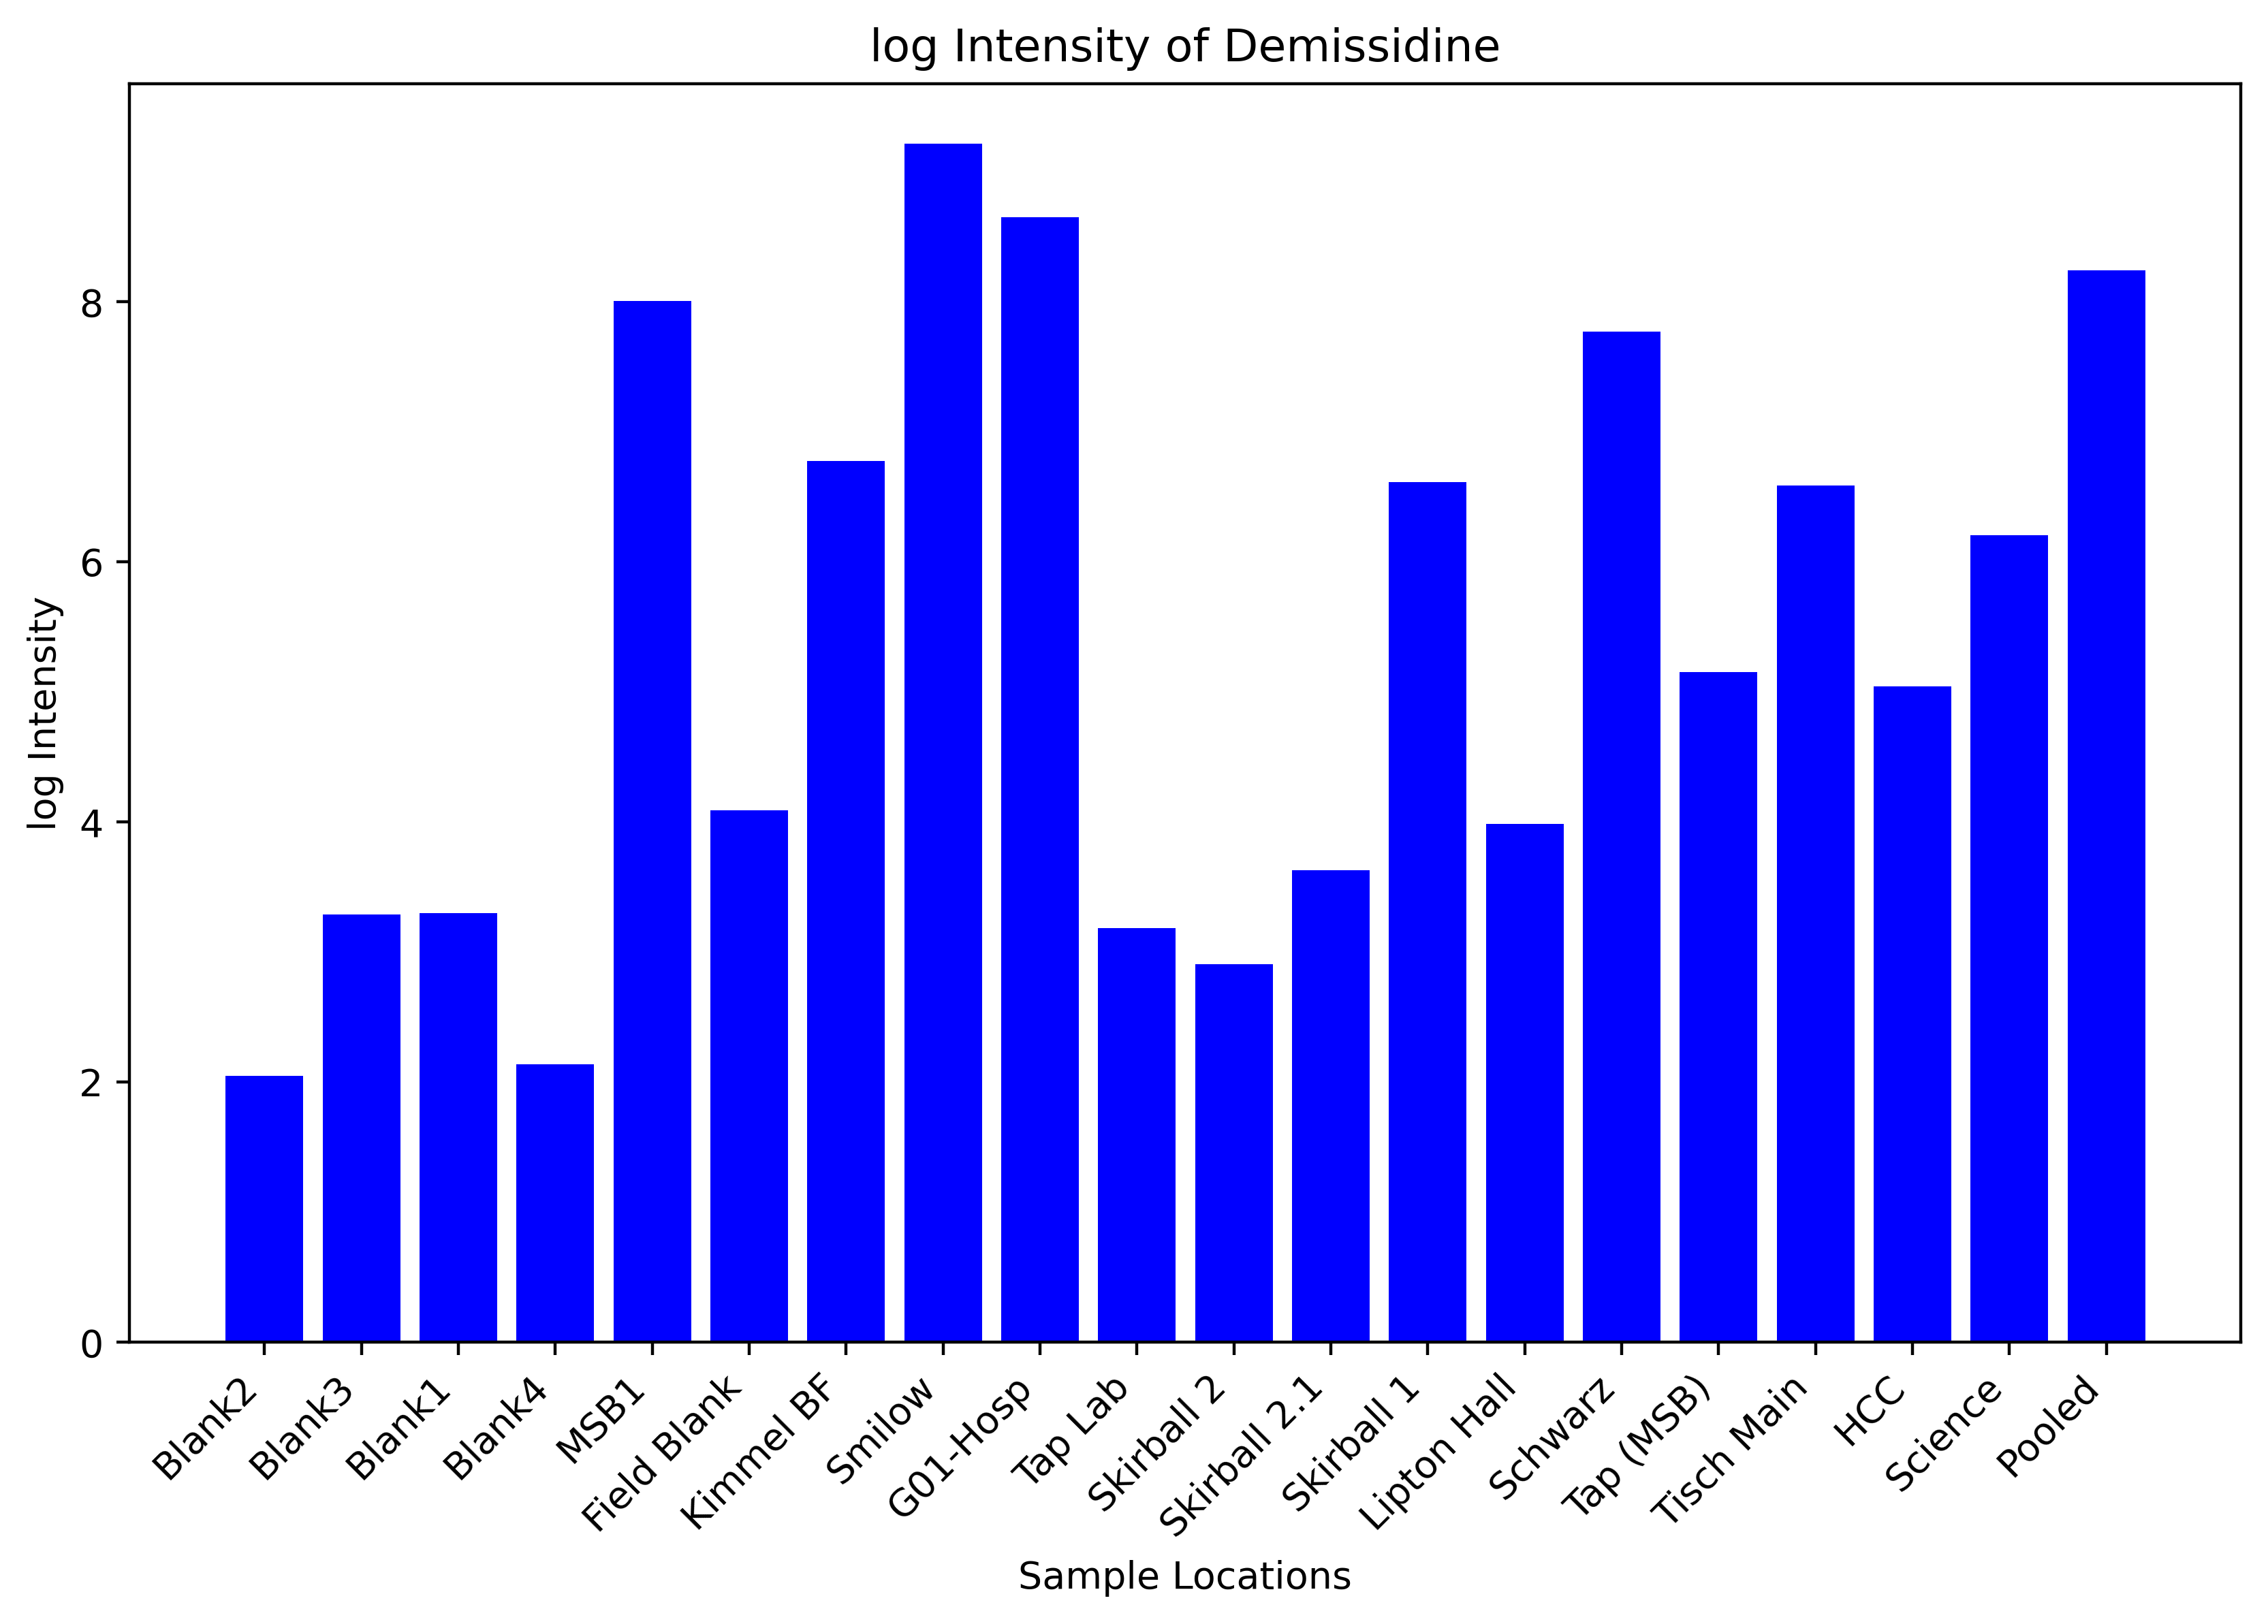 log Intensity of Demissidine
log Intensity
8
6
4
2
0
Blank2
Blank3
Blank1
Blank4
MSB1
Field Blank
Kimmel BF
Smilow
G01-Hosp
Tap Lab
Skirball 2
Skirball 2.1
Skirball 1
Lipton Hall
Schwarz
Tap (MSB)
Tisch Main
HCC
Science
Pooled
Sample Locations